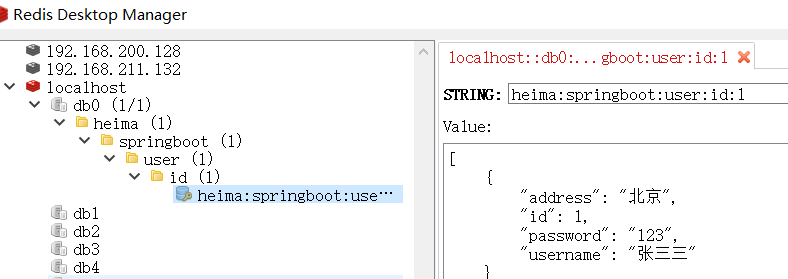 Redis Desktop Manager
192.168.200.128
192.168.211.132
localhost
db0 (1/1)
heima (1)
springboot (1)
user (1)
id (1)
heima:springboot:use…
db1
db2
db3
db4
localhost::db0:... gboot:user:id:1
STRING: heima:springboot:user:id:1
Value:
[
{
"address": "北京",
"id": 1,
"password": "123",
"username": "张三三"
}